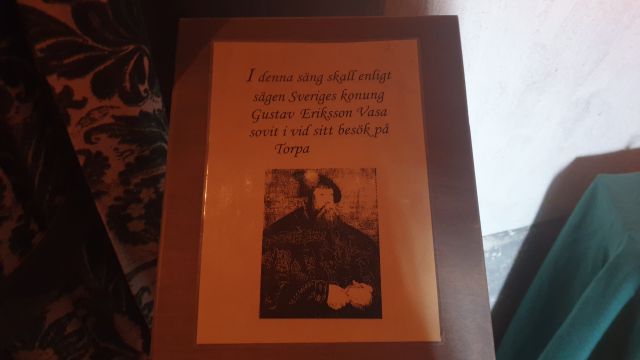 I denna säng skall enligt
sägen Sveriges konung
Gustav Eriksson Vasa
sovit i vid sitt besök på
Torpa